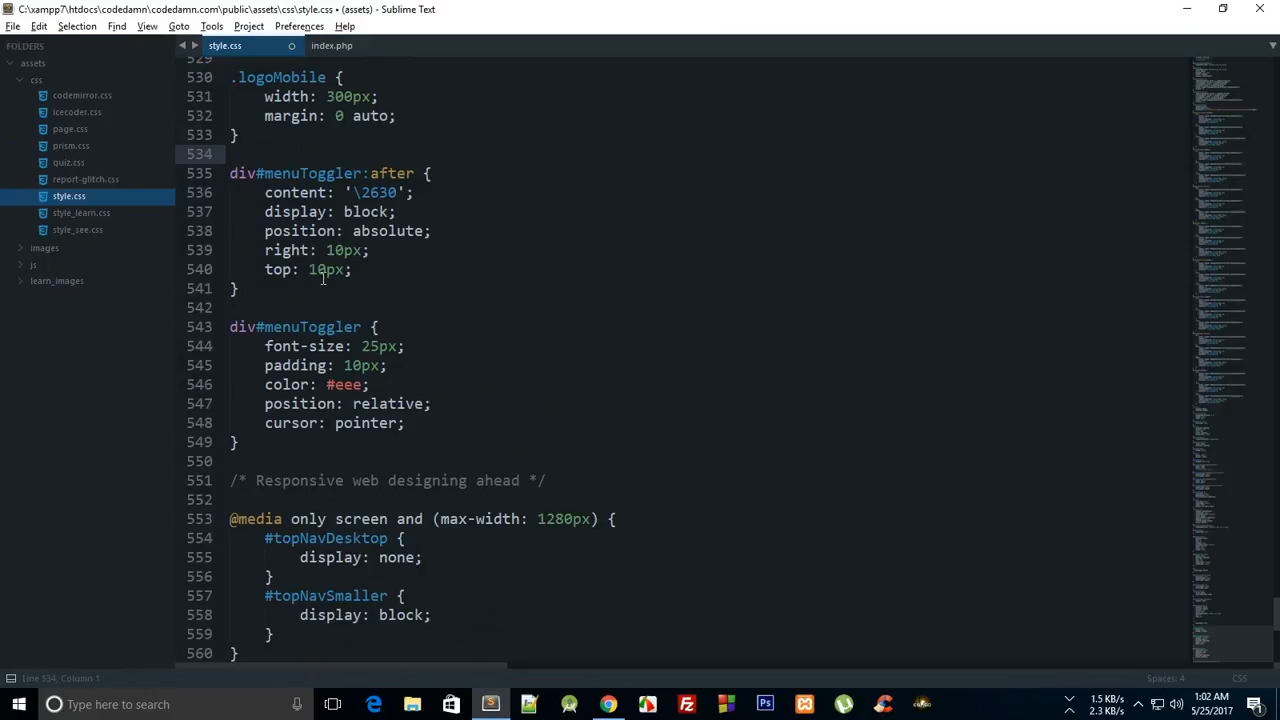 C:\xampp7\htdocs\codedamn\codedamn.com\public\assets\css\style.css • (assets) - Sublime Text
File Edit Selection Find View Goto Tools Project Preferences Help
FOLDERS
assets
css
codemirror.css
icecoder.css
page.css
prism.css
quiz.css
report-glitch.css
style.css
style_learn.css
style_see.css
images
js
learn_images
style.css index.php
529
530 .logoMobile {
531 width: 300px;
532 margin: 0 auto;
533 }
534
535 div#menuToggler:after {
536 content: '\2630';
537 display: block;
538 position: absolute;
539 right: 10px;
540 top: 10px;
541 }
542
543 div#menuToggler {
544 font-size: 25px;
545 padding: 10px;
546 color: #eee;
547 position: relative;
548 cursor: pointer;
549 }
550
551 /* Responsive web designing ahead */
552
553 @media only screen and (max-width: 1280px) {
554 #topNavDesktop {
555 display: none;
556 }
557 #topNavSmaller {
558 display: block;
559 }
560 }
Line 534, Column 1 Spaces: 4 CSS
Type here to search
1.5 KB/s
2.3 KB/s
1:02 AM
5/25/2017